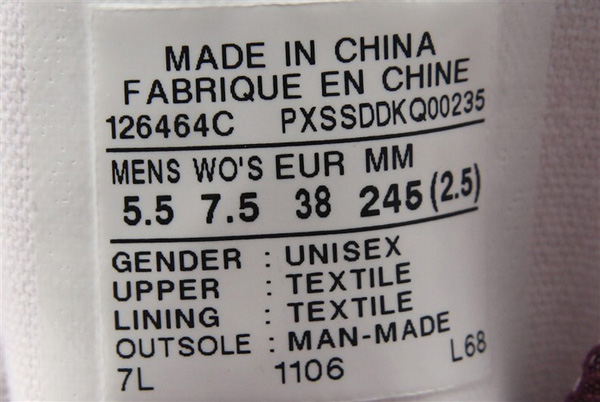 MADE IN CHINA
FABRIQUE EN CHINE
126464C PXSSDDKQ00235
MENS WO'S EUR MM
5.5 7.5 38 245 (2.5)
GENDER : UNISEX
UPPER : TEXTILE
LINING : TEXTILE
OUTSOLE : MAN-MADE
7L 1106 L68